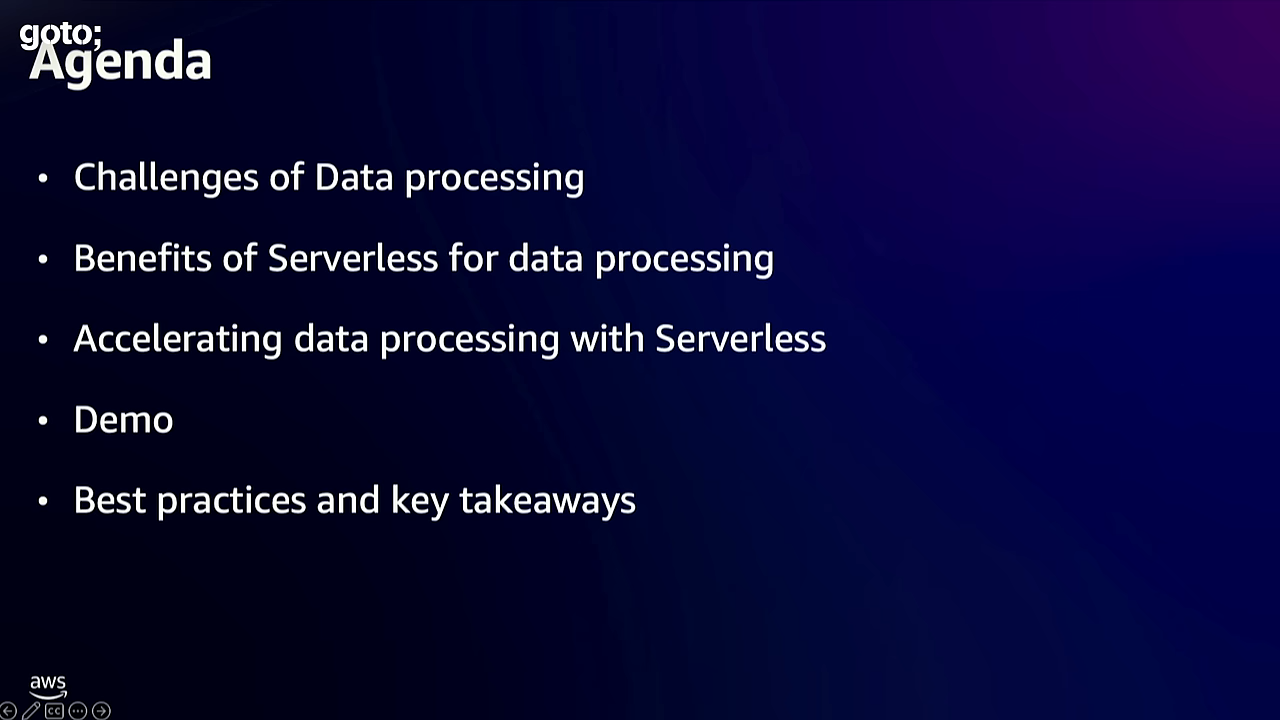 goto;
Agenda
• Challenges of Data processing
• Benefits of Serverless for data processing
• Accelerating data processing with Serverless
• Demo
• Best practices and key takeaways
aws
CC